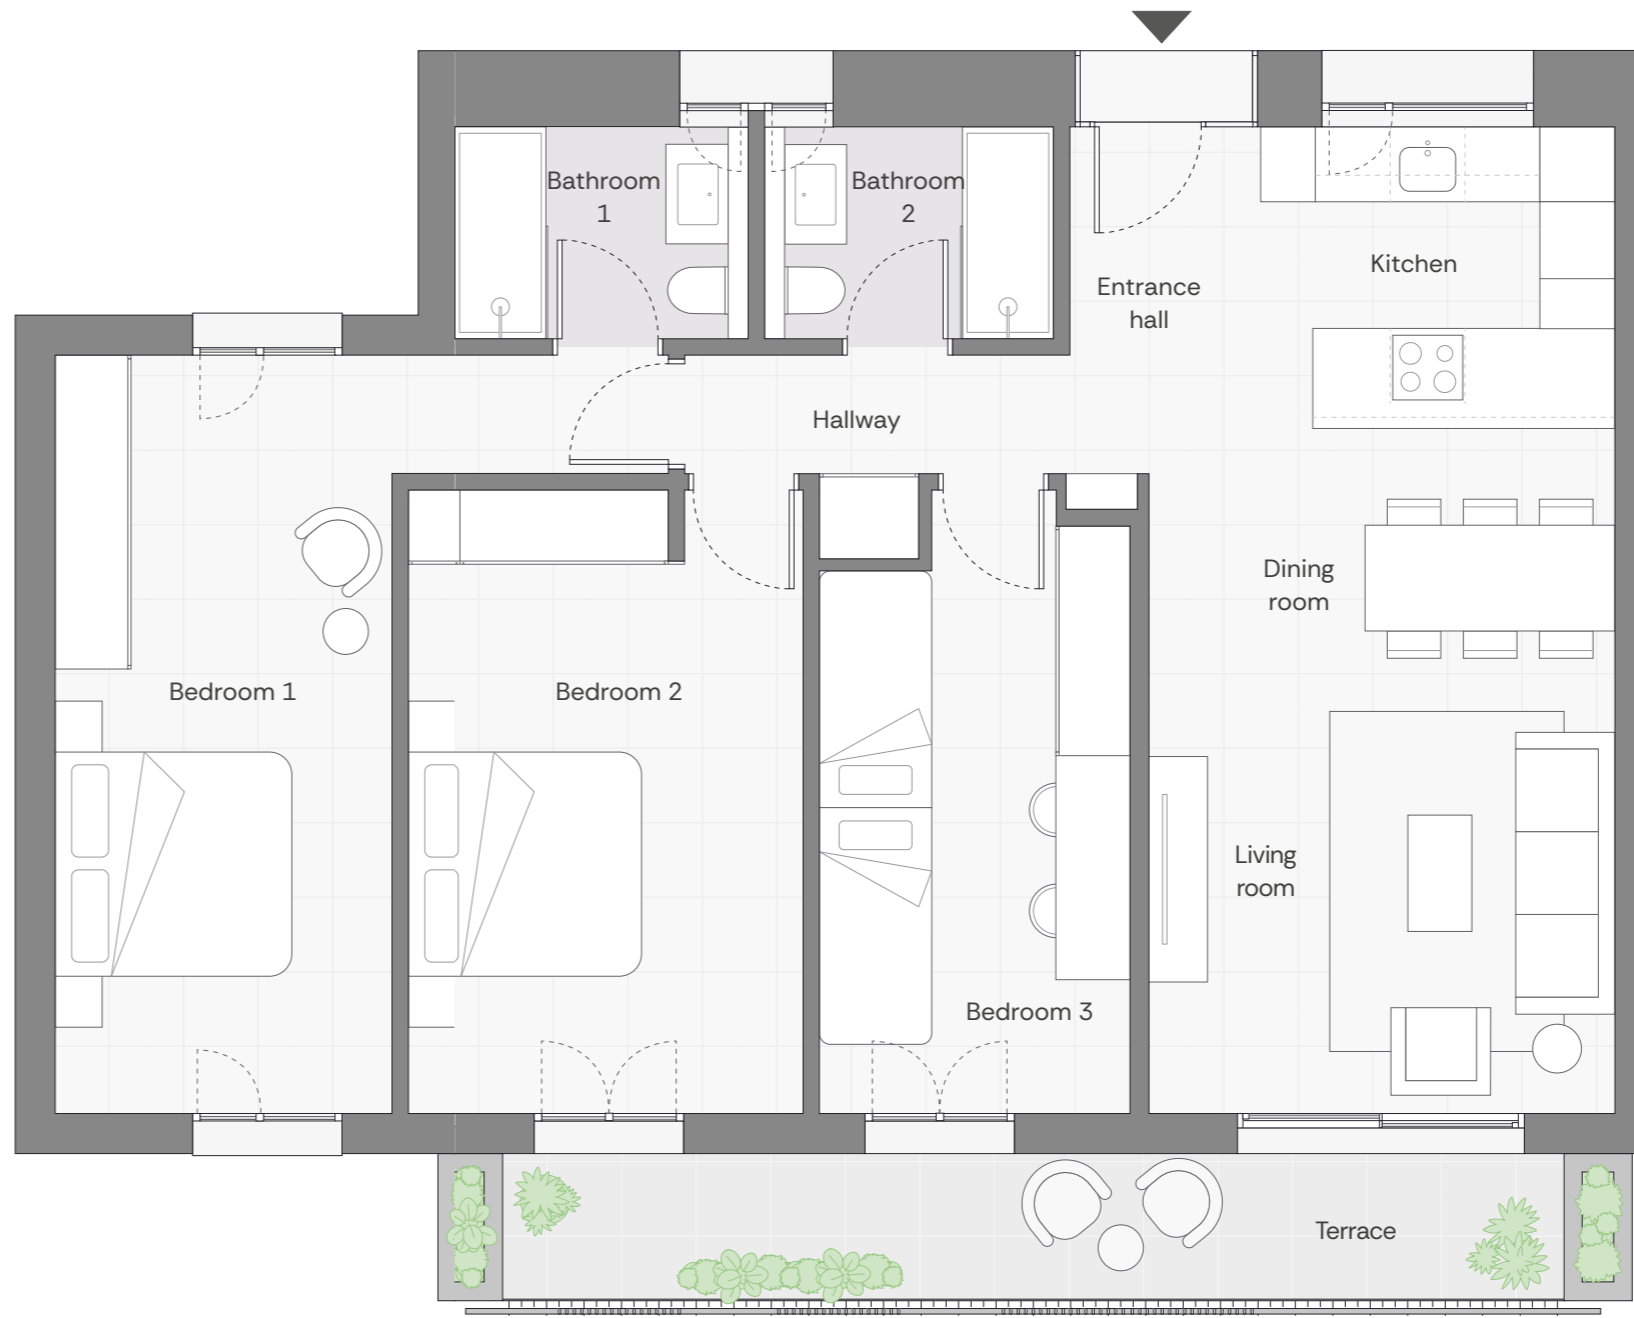 Bathroom
1
Bathroom
2
Entrance
hall
Kitchen
Hallway
Dining
room
Bedroom 1
Bedroom 2
Living
room
Bedroom 3
Terrace